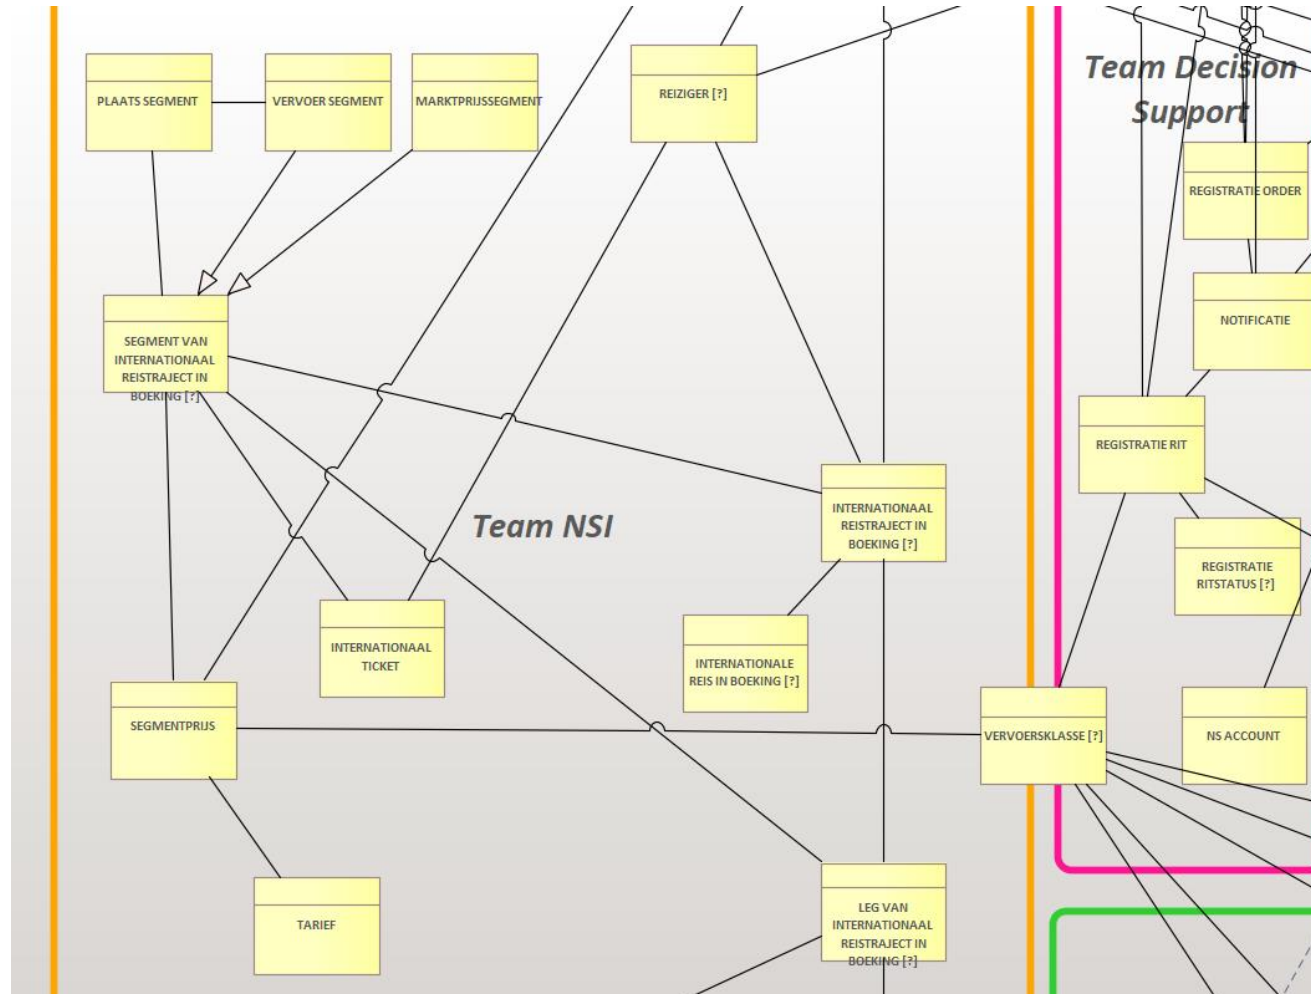 PLAATS SEGMENT
VERVOER SEGMENT
MARKTPRIJSSEGMENT
REIZIGER [?]
Team Decision
Support
REGISTRATIE ORDER
NOTIFICATIE
SEGMENT VAN
INTERNATIONAAL
REISTRAJECT IN
BOEKING [?]
REGISTRATIE RIT
Team NSI
INTERNATIONAAL
REISTRAJECT IN
BOEKING [?]
REGISTRATIE
RITSTATUS [?]
INTERNATIONAAL
TICKET
INTERNATIONALE
REIS IN BOEKING [?]
SEGMENTPRIJS
VERVOERSKLASSE [?]
NS ACCOUNT
TARIEF
LEG VAN
INTERNATIONAAL
REISTRAJECT IN
BOEKING [?]